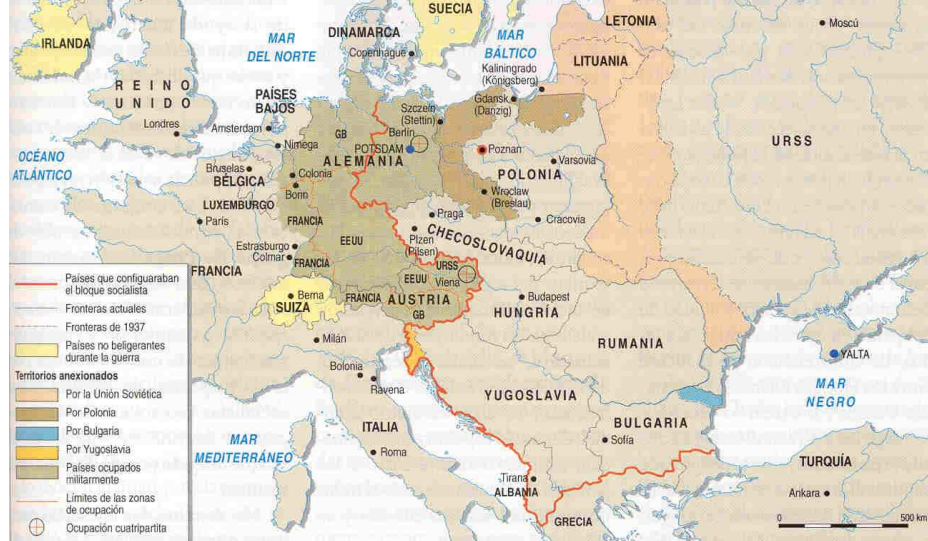 SUECIA
LETONIA
Moscú
IRLANDA
MAR
DEL NORTE
DINAMARCA
Copenhague
MAR
BÁLTICO
LITUANIA
Kaliningrado
(Königsberg)
REINO
UNIDO
PAÍSES
BAJOS
Szczein
(Stettin)
Gdansk
(Danzig)
Londres
Amsterdam
GB
Berlín
URSS
OCÉANO
ATLÁNTICO
Nimega
POTSDAM
ALEMANIA
Poznan
Varsovia
Bruselas
BÉLGICA
Colonia
Bonn
POLONIA
Wroclaw
(Breslau)
LUXEMBURGO
París
FRANCIA
Praga
Cracovia
Estrasburgo
Colmar
EEUU
Plzen
(Pilsen)
CHECOSLOVAQUIA
FRANCIA
FRANCIA
URSS
EEUU
Viena
Berna
SUIZA
FRANCIA
AUSTRIA
GB
Budapest
HUNGRÍA
Milán
RUMANIA
YALTA
Bolonia
Ravena
YUGOSLAVIA
MAR
NEGRO
ITALIA
BULGARIA
Sofía
MAR
MEDITERRÁNEO
Roma
Tirana
ALBANIA
TURQUÍA
Ankara
GRECIA
0
500 km
Países que configuaraban
el bloque socialista
Fronteras actuales
Fronteras de 1937
Países no beligerantes
durante la guerra
Territorios anexionados
Por la Unión Soviética
Por Polonia
Por Bulgaria
Por Yugoslavia
Países ocupados
militarmente
Límites de las zonas
de ocupación
Ocupación cuatripartita